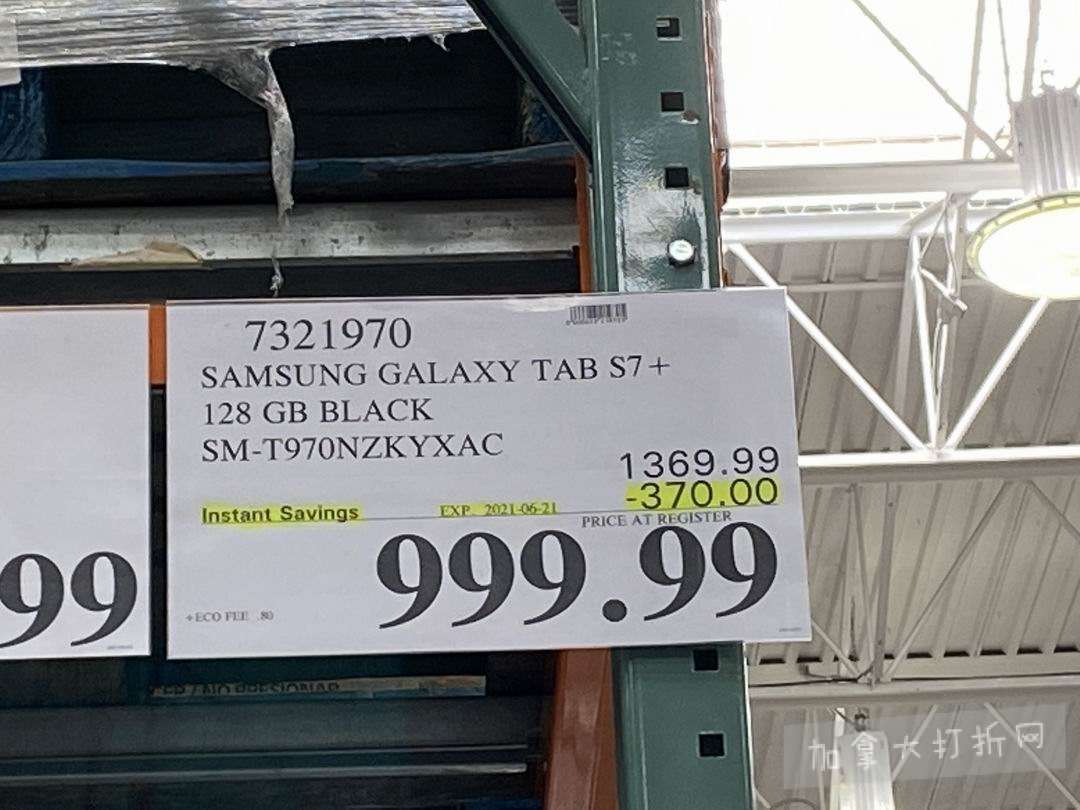 7321970
SAMSUNG GALAXY TAB S7+
128 GB BLACK
SM-T970NZKYXAC
1369.99
-370.00
Instant Savings EXP. 2021-06-21
PRICE AT REGISTER
999.99
+ECO FEE .80
99
加拿大打折网